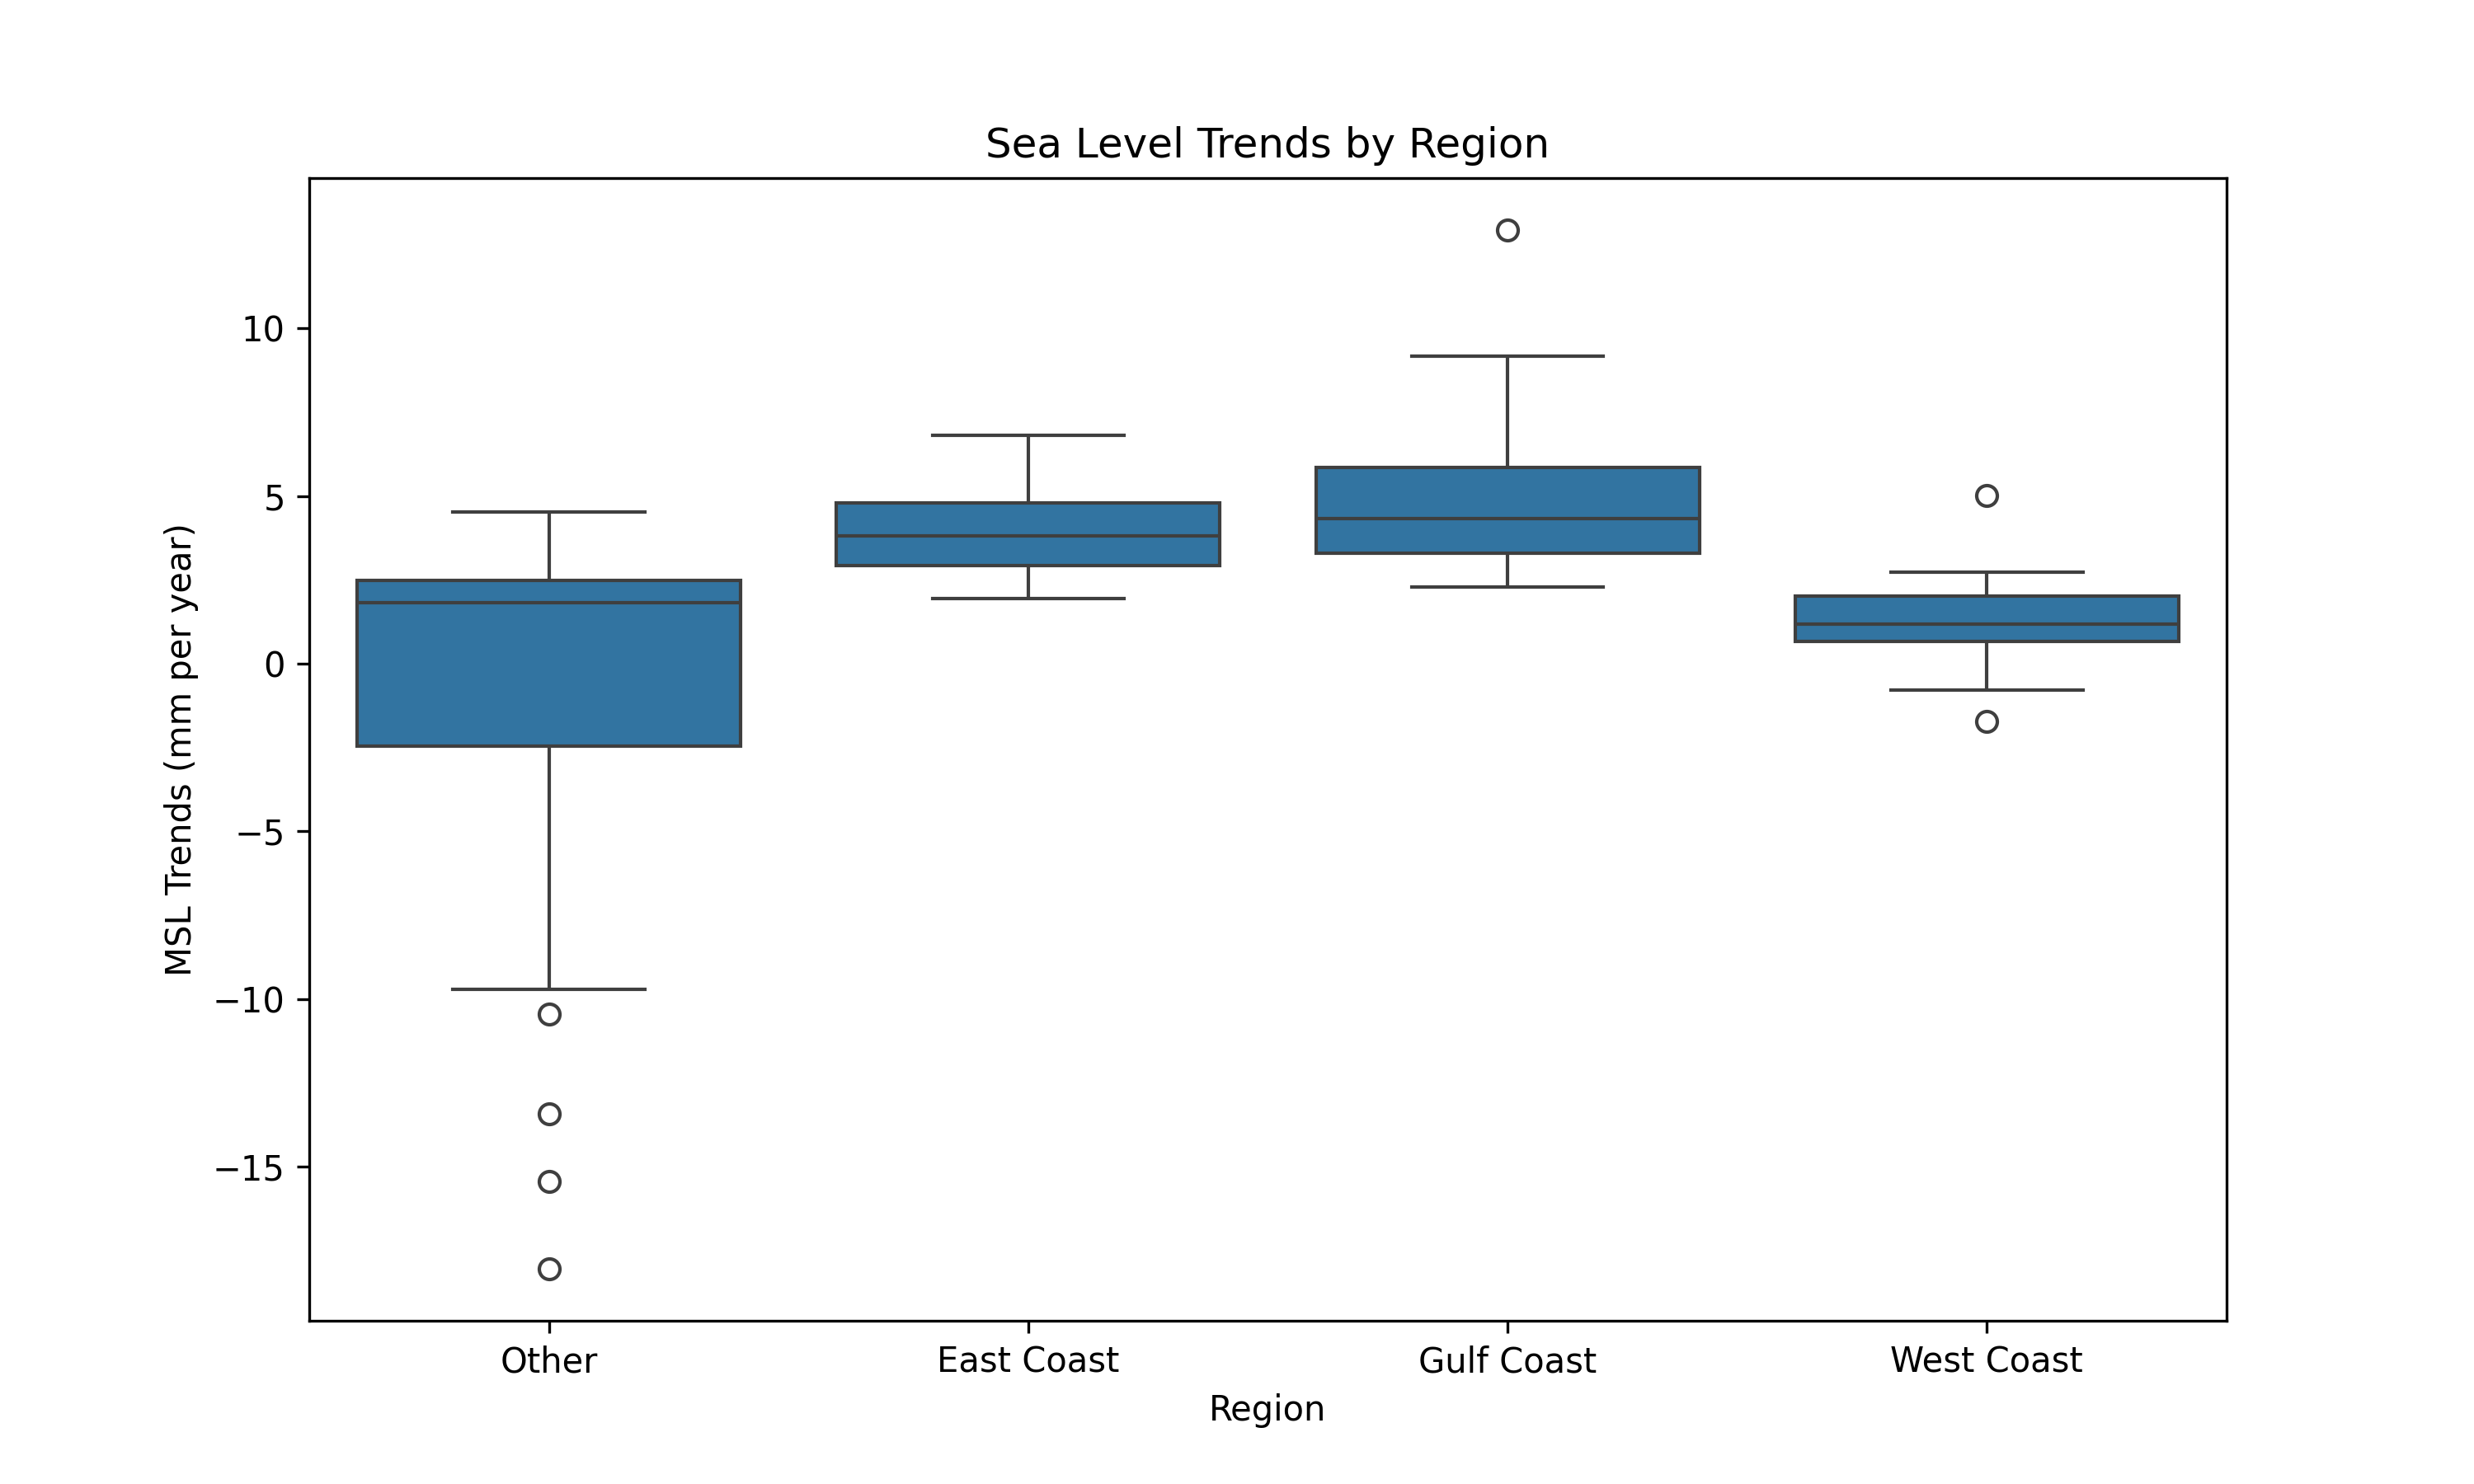 Sea Level Trends by Region
MSL Trends (mm per year)
10
5
0
−5
−10
−15
Other
East Coast
Gulf Coast
West Coast
Region